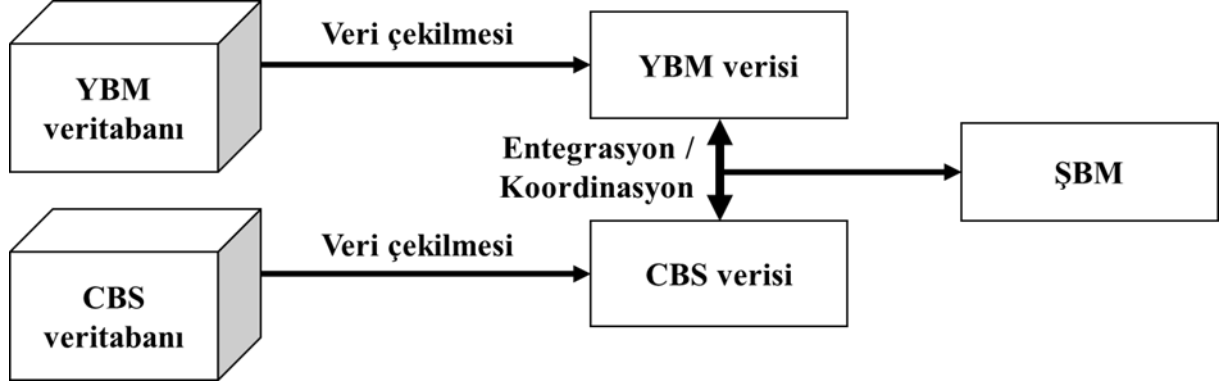 YBM
veritabanı
Veri çekilmesi
YBM verisi
Entegrasyon /
Koordinasyon
ŞBM
CBS
veritabanı
Veri çekilmesi
CBS verisi